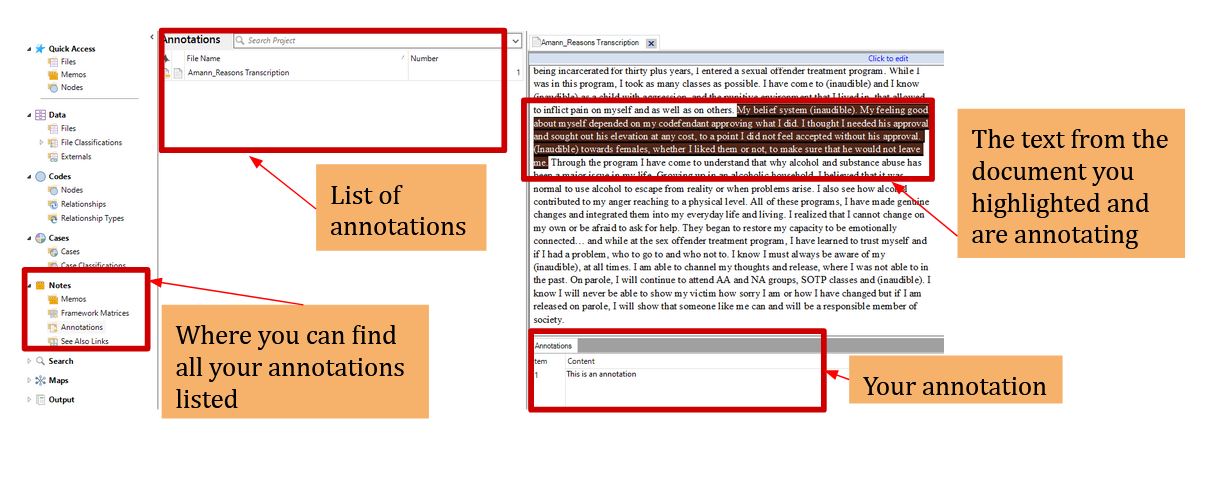 Quick Access
Files
Memos
Nodes
Data
Files
File Classifications
Externals
Codes
Nodes
Relationships
Relationship Types
Cases
Cases
Case Classifications
Notes
Memos
Framework Matrices
Annotations
See Also Links
Search
Maps
Output
Annotations
Search Project
File Name
Number
Amann_Reasons Transcription
1
List of
annotations
Where you can find
all your annotations
listed
Amann_Reasons Transcription
Click to edit
being incarcerated for thirty plus years, I entered a sexual offender treatment program. While I
was in this program, I took as many classes as possible. I have come to (inaudible) and I know
(inaudible) as a child with aggression, and the punitive environment that I lived in, that allowed
to inflict pain on myself and as well as on others. My belief system (inaudible). My feeling good
about myself depended on my codefendant approving what I did. I thought I needed his approval
and sought out his elevation at any cost, to a point I did not feel accepted without his approval.
(Inaudible) towards females, whether I liked them or not, to make sure that he would not leave
me. Through the program I have come to understand that why alcohol and substance abuse has
been a major issue in my life. Growing up in an alcoholic household, I believed that it was
normal to use alcohol to escape from reality or when problems arise. I also see how alcohol
contributed to my anger reaching to a physical level. All of these programs, I have made genuine
changes and integrated them into my everyday life and living. I realized that I cannot change on
my own or be afraid to ask for help. They began to restore my capacity to be emotionally
connected… and while at the sex offender treatment program, I have learned to trust myself and
if I had a problem, who to go to and who not to. I know I must always be aware of my
(inaudible), at all times. I am able to channel my thoughts and release, where I was not able to in
the past. On parole, I will continue to attend AA and NA groups, SOTP classes and (inaudible). I
know I will never be able to show my victim how sorry I am or how I have changed but if I am
released on parole, I will show that someone like me can and will be a responsible member of
society.
Annotations
Item
Content
1
This is an annotation
The text from the
document you
highlighted and
are annotating
Your annotation